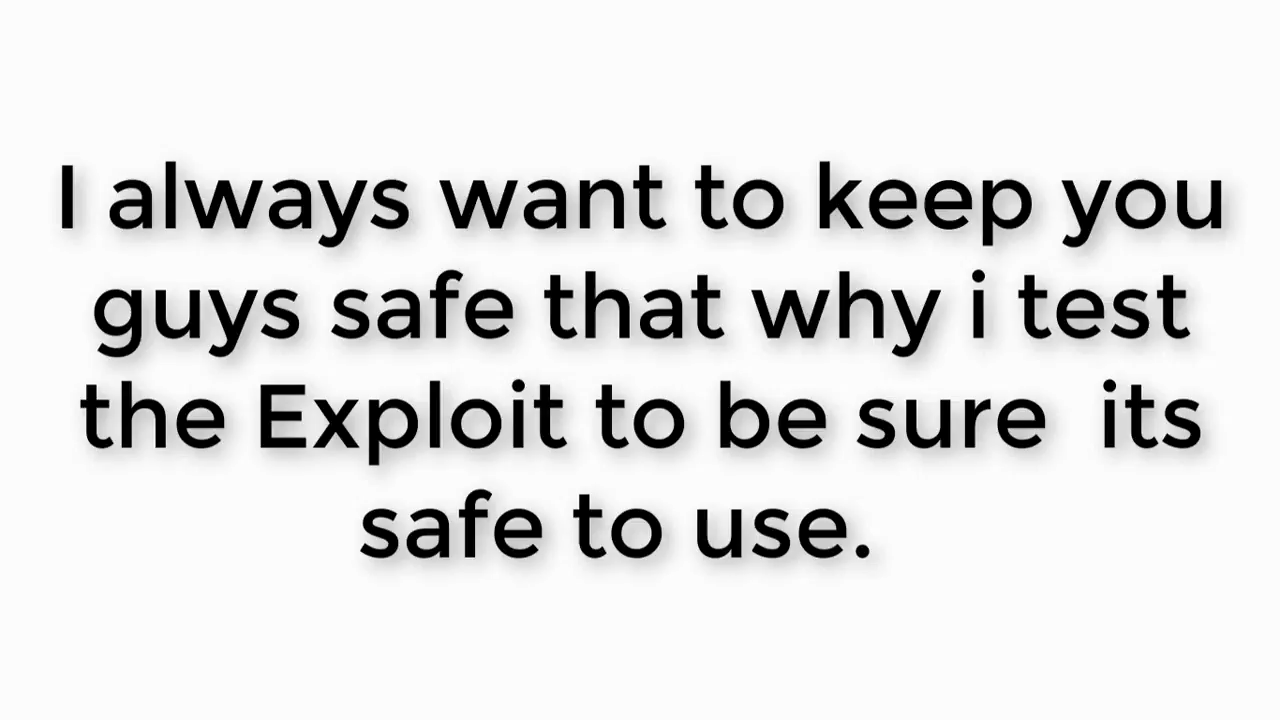 I always want to keep you
guys safe that why i test
the Exploit to be sure  its
safe to use.